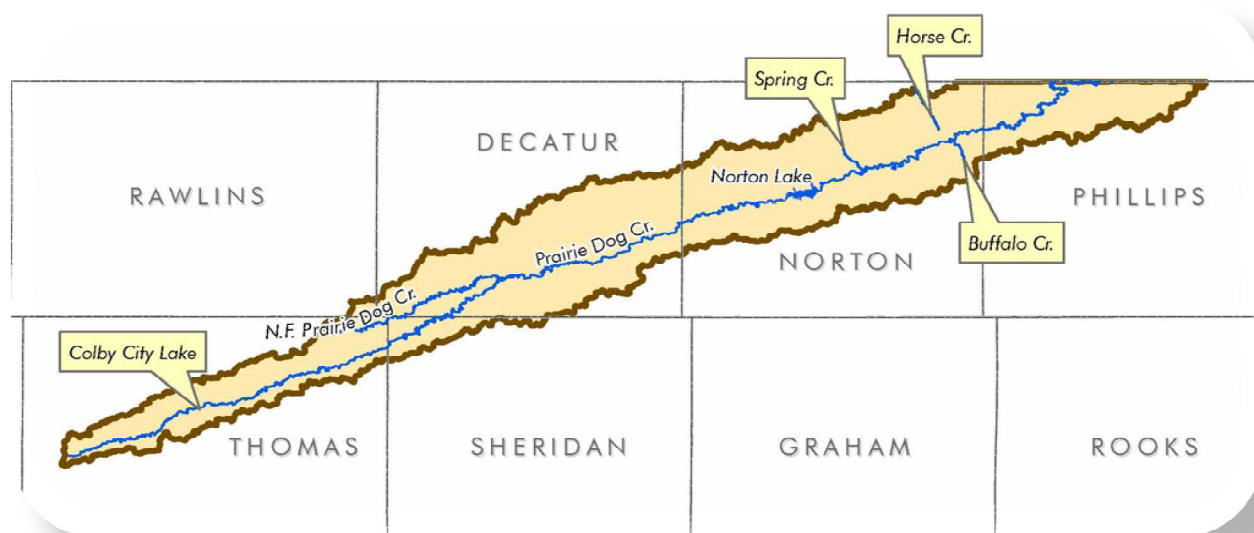 Horse Cr.
Spring Cr.
DECATUR
Norton Lake
RAWLINS
PHILLIPS
Prairie Dog Cr.
Buffalo Cr.
NORTON
N.F. Prairie Dog Cr.
Colby City Lake
THOMAS
SHERIDAN
GRAHAM
ROOKS